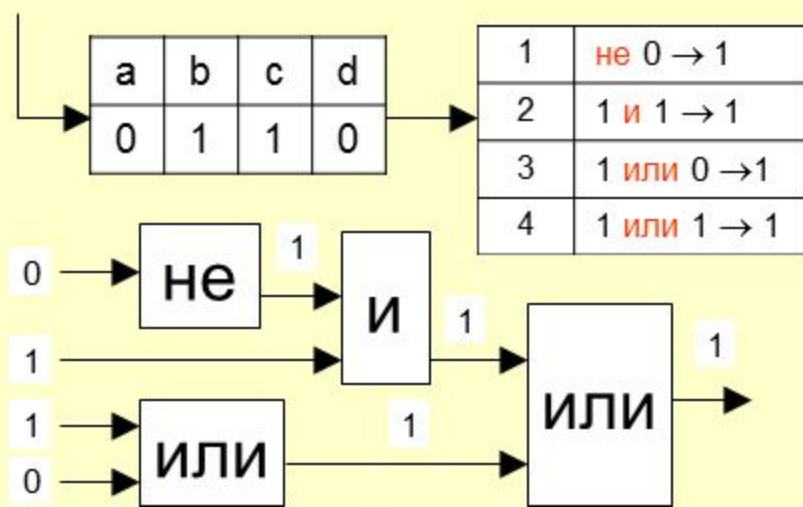 a b c d
0 1 1 0
1 не 0 → 1
2 1 и 1 → 1
3 1 или 0 →1
4 1 или 1 → 1
0 не 1
1 и 1
1 или 1
0
или 1